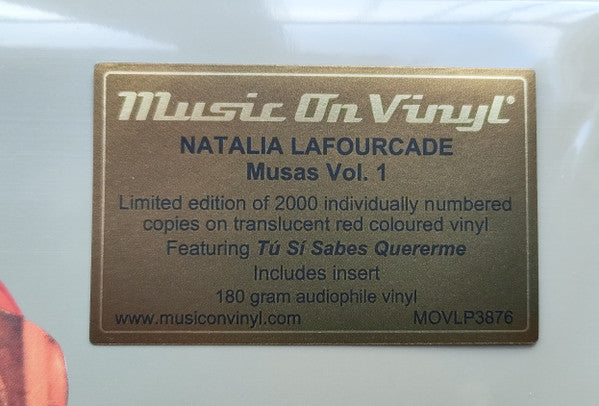 Music On Vinyl®
NATALIA LAFOURCADE
Musas Vol. 1
Limited edition of 2000 individually numbered
copies on translucent red coloured vinyl
Featuring Tú Sí Sabes Quererme
Includes insert
180 gram audiophile vinyl
www.musiconvinyl.com MOVLP3876